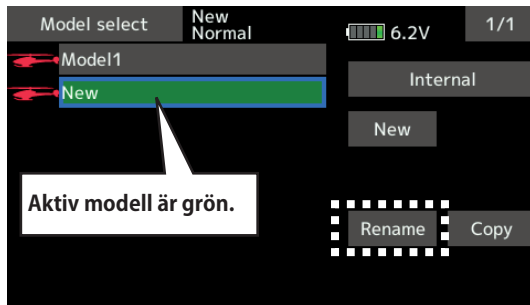 Model select
New
Normal
6.2V
1/1
Model1
Internal
New
New
Aktiv modell är grön.
Rename
Copy